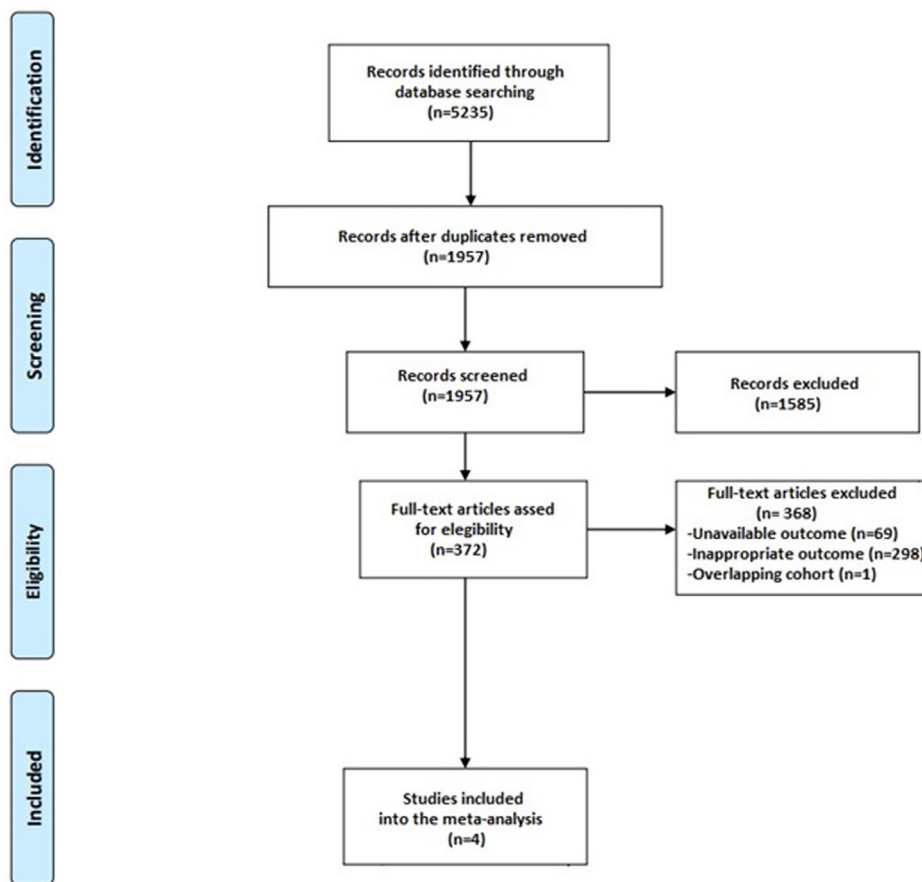 Identification
Records identified through
database searching
(n=5235)
Records after duplicates removed
(n=1957)
Screening
Records screened
(n=1957)
Records excluded
(n=1585)
Eligibility
Full-text articles assed
for elegibility
(n=372)
Full-text articles excluded
(n= 368)
-Unavailable outcome (n=69)
-Inappropriate outcome (n=298)
-Overlapping cohort (n=1)
Included
Studies included
into the meta-analysis
(n=4)